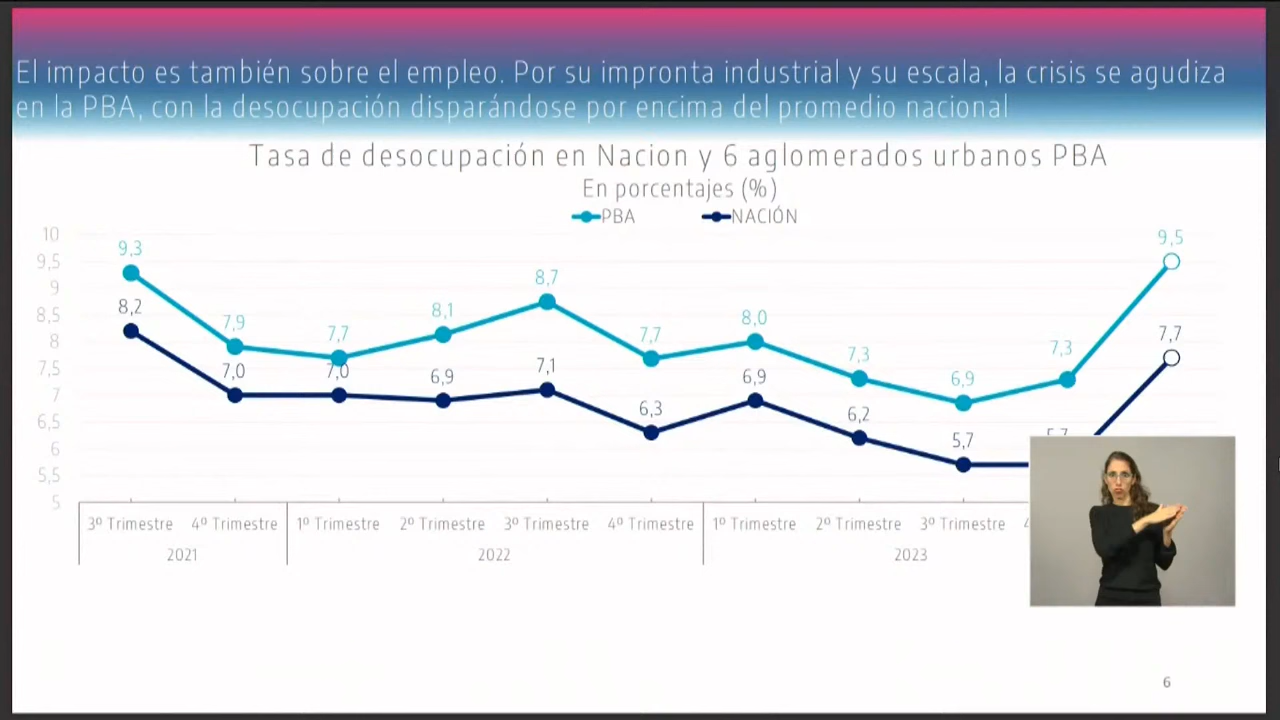 El impacto es también sobre el empleo. Por su impronta industrial y su escala, la crisis se agudiza
en la PBA, con la desocupación disparándose por encima del promedio nacional
Tasa de desocupación en Nacion y 6 aglomerados urbanos PBA
En porcentajes (%)
PBA NACIÓN
10
9,5
9
8,5
8
7,5
7
6,5
6
5,5
5
9,3 7,9 7,7 8,1 8,7 7,7 8,0 7,3 6,9 7,3 9,5
8,2 7,0 7,0 6,9 7,1 6,3 6,9 6,2 5,7 5,7 7,7
3º Trimestre 4º Trimestre 1º Trimestre 2º Trimestre 3º Trimestre 4º Trimestre 1º Trimestre 2º Trimestre 3º Trimestre
2021 2022 2023
6